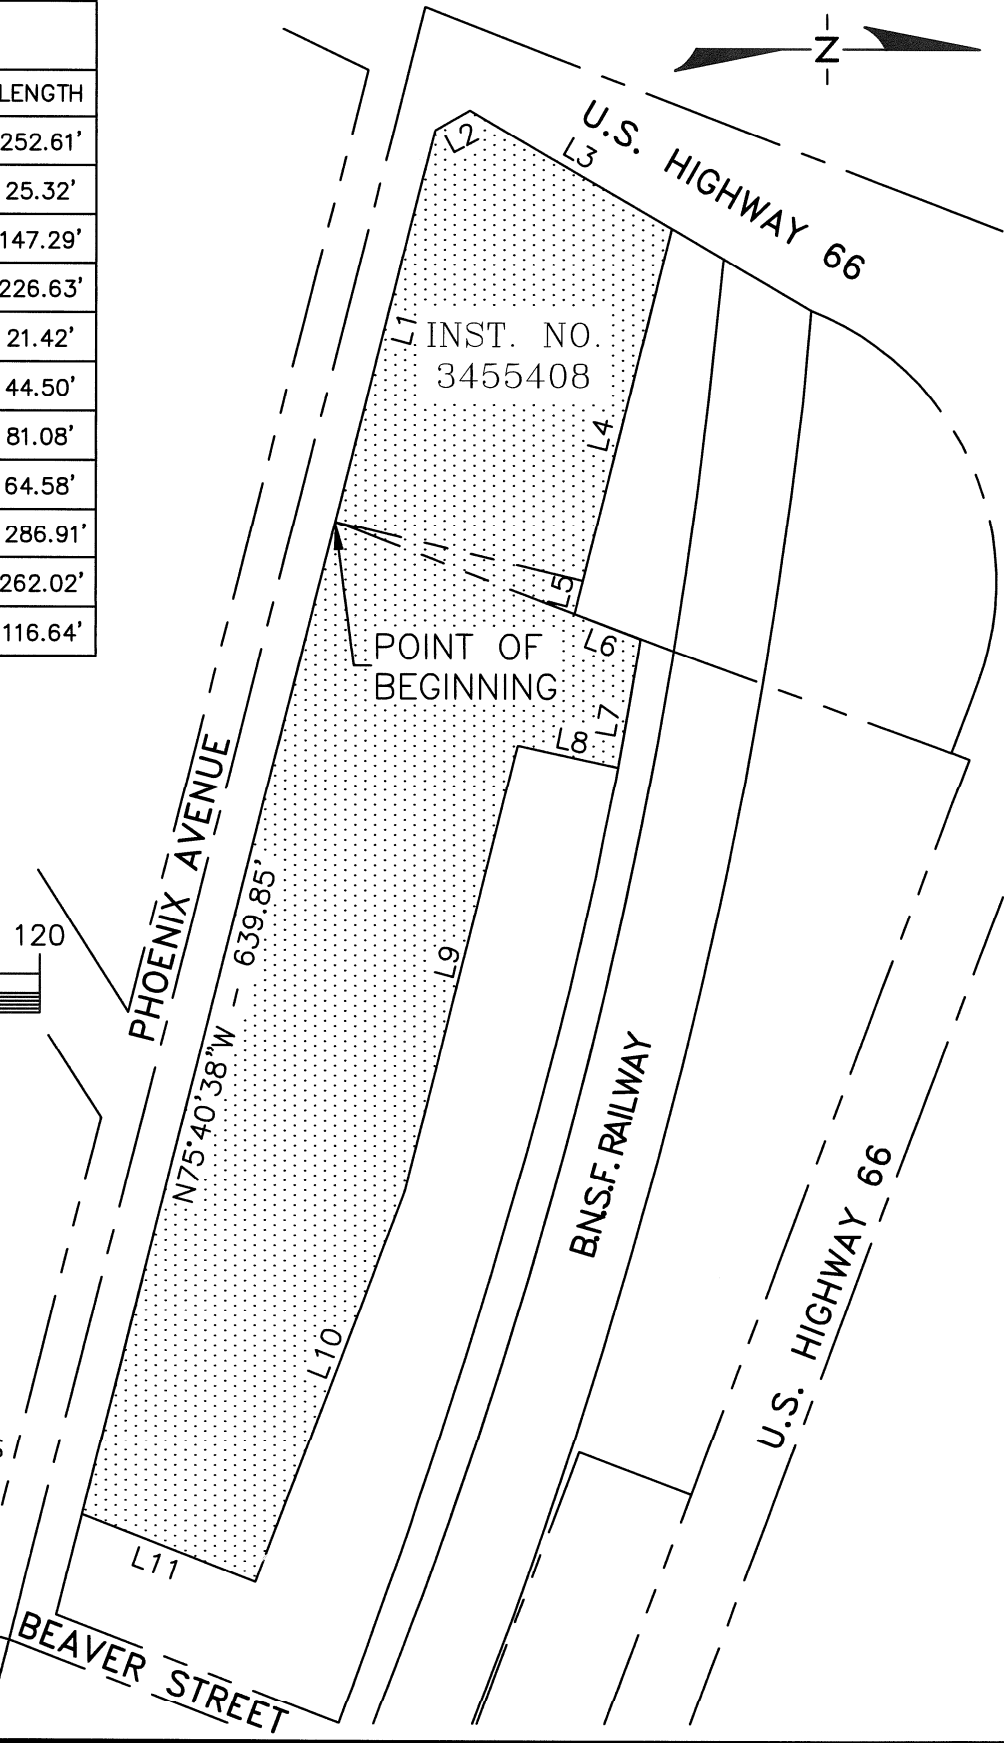 LENGTH
252.61'
25.32'
147.29'
226.63'
21.42'
44.50'
81.08'
64.58'
286.91'
262.02'
116.64'
N
U.S. HIGHWAY 66
L2
L3
L1
INST. NO.
3455408
L4
L5
L6
POINT OF
BEGINNING
L7
L8
PHOENIX AVENUE
N75°40'38"W - 639.85'
L9
120
B.N.S.F. RAILWAY
U.S. HIGHWAY 66
L10
L11
BEAVER STREET